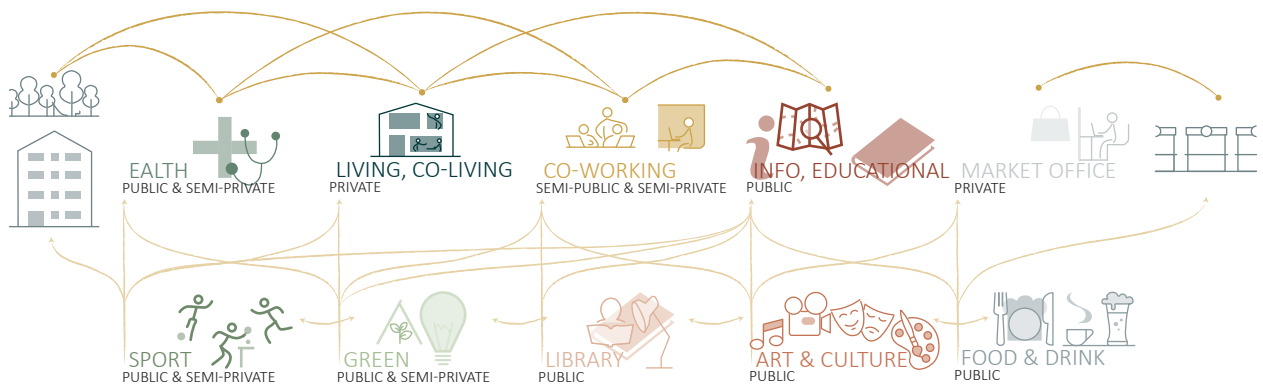 EALTH
PUBLIC & SEMI-PRIVATE
LIVING, CO-LIVING
PRIVATE
CO-WORKING
SEMI-PUBLIC & SEMI-PRIVATE
INFO, EDUCATIONAL
PUBLIC
MARKET OFFICE
PRIVATE
SPORT
PUBLIC & SEMI-PRIVATE
GREEN
PUBLIC & SEMI-PRIVATE
LIBRARY
PUBLIC
ART & CULTURE
PUBLIC
FOOD & DRINK
PUBLIC